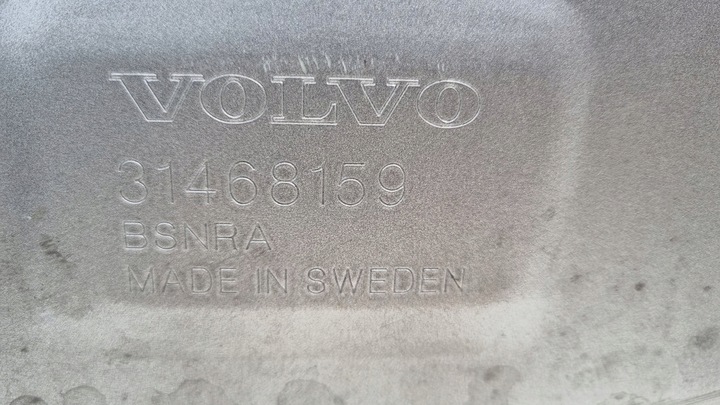 VOLVO
31468159
BSNRA
MADE IN SWEDEN